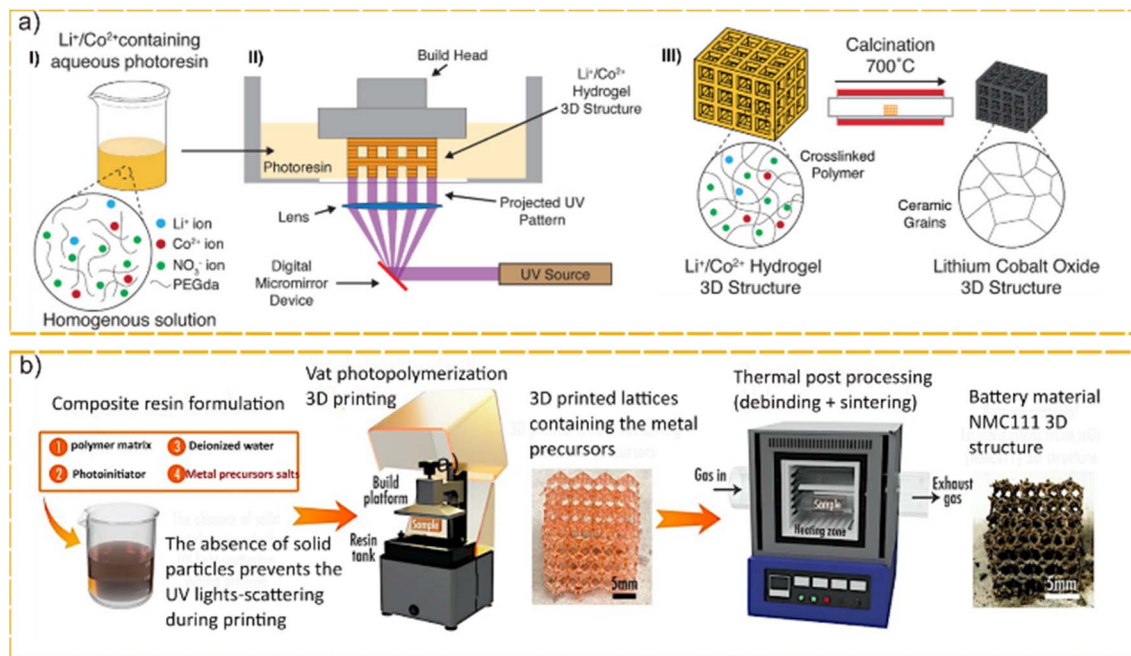 a)
I)
Li⁺/Co²⁺containing
aqueous photoresin
Li⁺ ion
Co²⁺ ion
NO₃⁻ ion
PEGda
Homogenous solution
II)
Build Head
Li⁺/Co²⁺
Hydrogel
3D Structure
Photoresin
Lens
Projected UV
Pattern
Digital
Micromirror
Device
UV Source
III)
Calcination
700˚C
Crosslinked
Polymer
Ceramic
Grains
Li⁺/Co²⁺ Hydrogel
3D Structure
Lithium Cobalt Oxide
3D Structure
b)
Composite resin formulation
1 polymer matrix
3 Deionized water
2 Photoinitiator
4 Metal precursors salts
The absence of solid
particles prevents the
UV lights-scattering
during printing
Vat photopolymerization
3D printing
Build
platform
Sample
Resin
tank
3D printed lattices
containing the metal
precursors
5mm
Thermal post processing
(debinding + sintering)
Gas in
Sample
Heating zone
Exhaust
gas
Battery material
NMC111 3D
structure
5mm